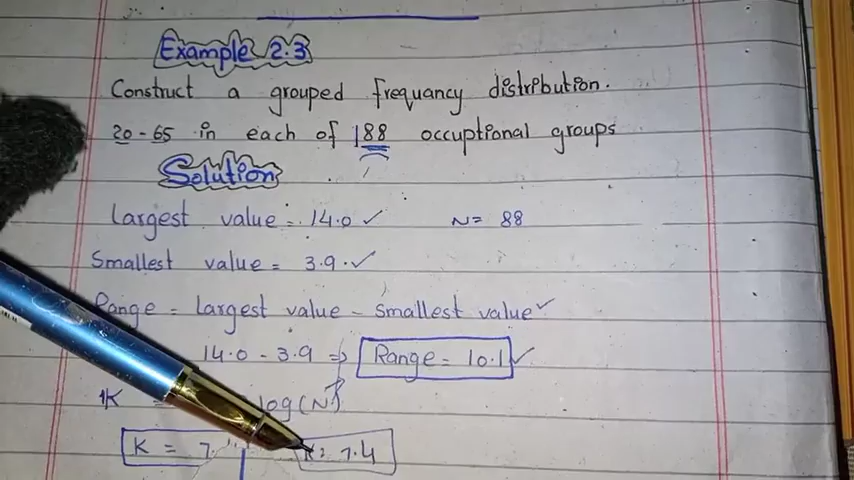 Example 2.3
Construct a grouped frequancy distribution.
20 - 65 in each of 88 occuptional groups
Solution
Largest value = 14.0 ✓ N= 88
Smallest value = 3.9. ✓
Range = largest value - smallest value ✓
14.0 - 3.9 ⇒ Range = 10.1 ✓
K = log(N)
K = 7. K= 7.4